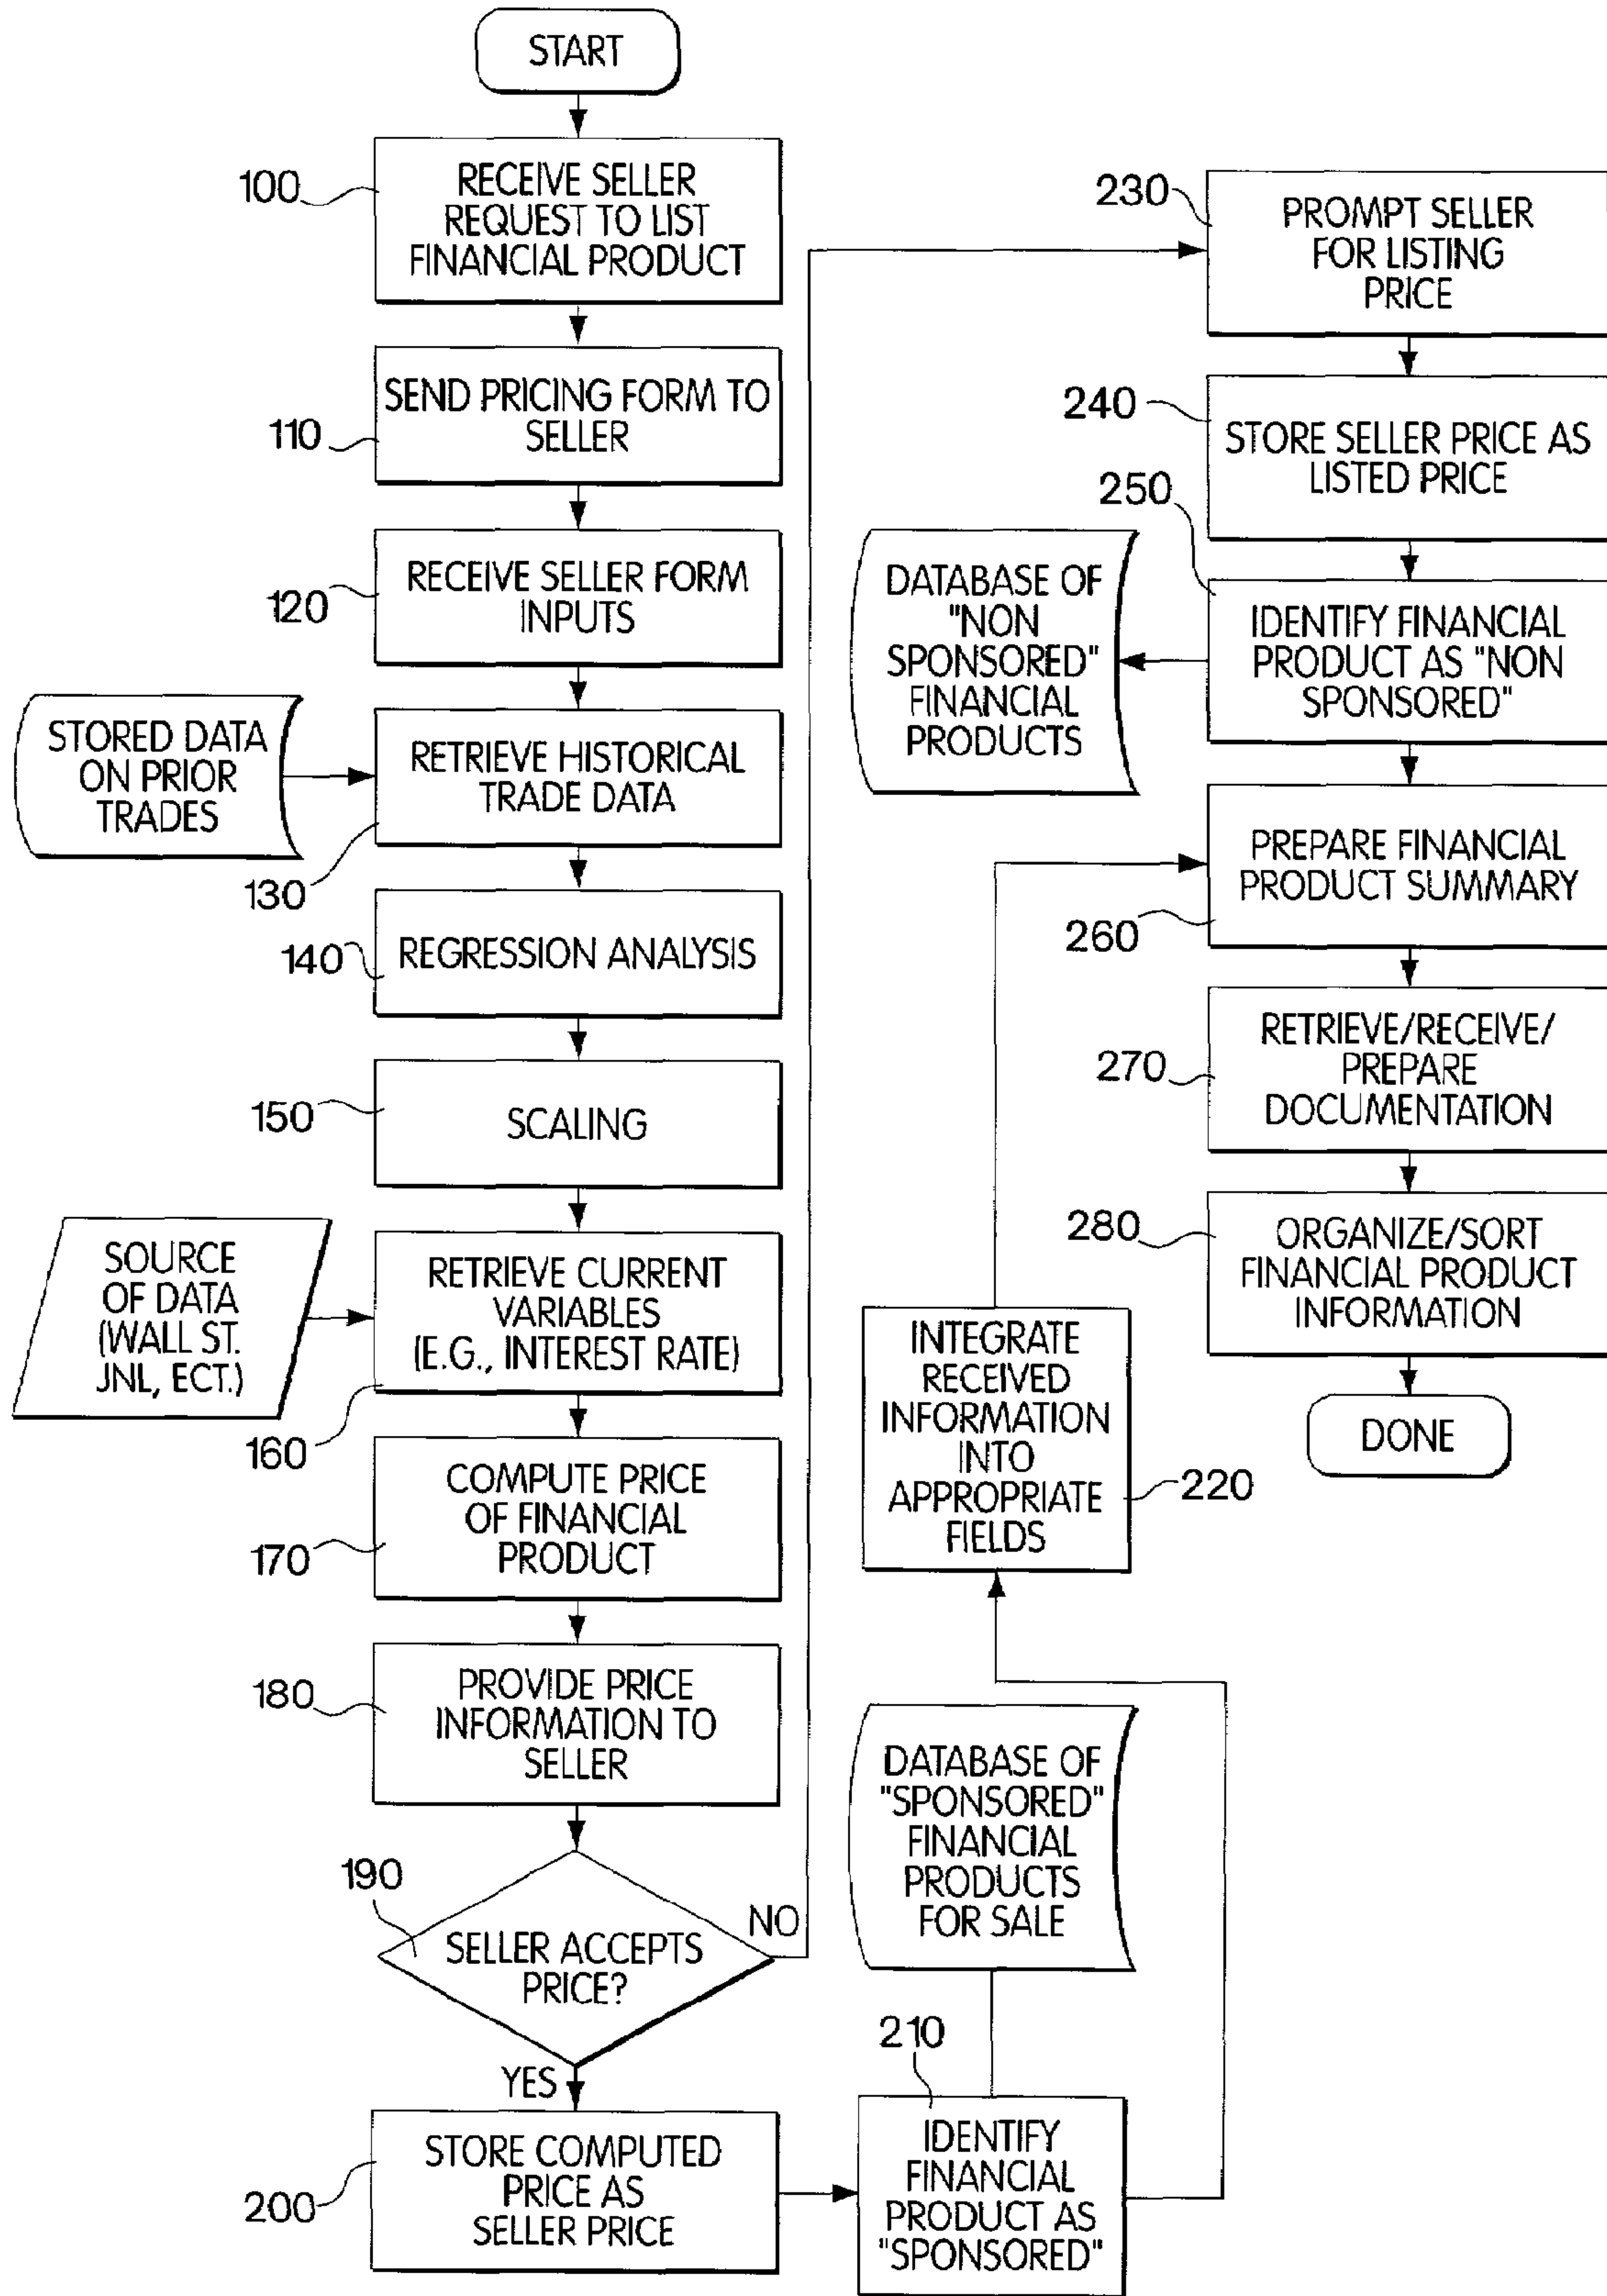 START
100
RECEIVE SELLER
REQUEST TO LIST
FINANCIAL PRODUCT
110
SEND PRICING FORM TO
SELLER
120
RECEIVE SELLER FORM
INPUTS
STORED DATA
ON PRIOR
TRADES
RETRIEVE HISTORICAL
TRADE DATA
130
140
REGRESSION ANALYSIS
150
SCALING
SOURCE
OF DATA
(WALL ST.
JNL, ECT.)
RETRIEVE CURRENT
VARIABLES
(E.G., INTEREST RATE)
160
COMPUTE PRICE
OF FINANCIAL
PRODUCT
170
180
PROVIDE PRICE
INFORMATION TO
SELLER
190
SELLER ACCEPTS
PRICE?
NO
YES
STORE COMPUTED
PRICE AS
SELLER PRICE
200
210
IDENTIFY
FINANCIAL
PRODUCT AS
"SPONSORED"
DATABASE OF
"SPONSORED"
FINANCIAL
PRODUCTS
FOR SALE
INTEGRATE
RECEIVED
INFORMATION
INTO
APPROPRIATE
FIELDS
220
230
PROMPT SELLER
FOR LISTING
PRICE
240
STORE SELLER PRICE AS
LISTED PRICE
250
IDENTIFY FINANCIAL
PRODUCT AS "NON
SPONSORED"
DATABASE OF
"NON
SPONSORED"
FINANCIAL
PRODUCTS
PREPARE FINANCIAL
PRODUCT SUMMARY
260
RETRIEVE/RECEIVE/
PREPARE
DOCUMENTATION
270
280
ORGANIZE/SORT
FINANCIAL PRODUCT
INFORMATION
DONE